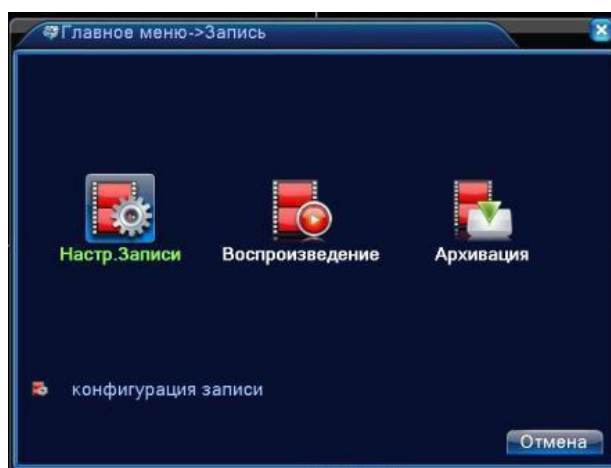 Главное меню->Запись
Настр.Записи Воспроизведение Архивация
конфигурация записи
Отмена